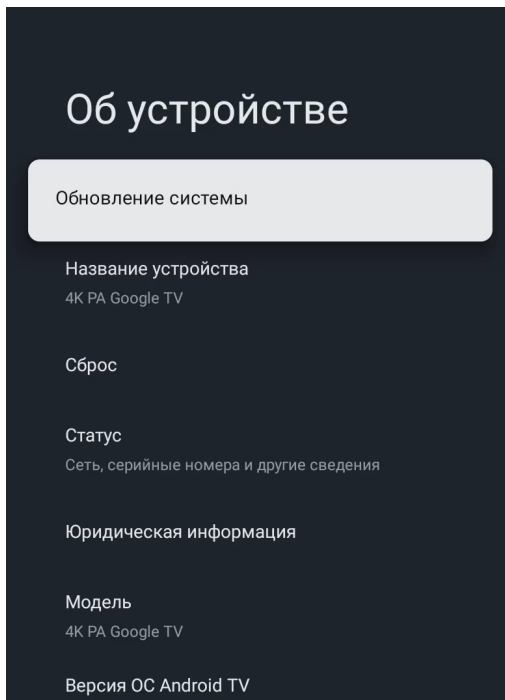 Об устройстве
Обновление системы
Название устройства
4K PA Google TV
Сброс
Статус
Сеть, серийные номера и другие сведения
Юридическая информация
Модель
4K PA Google TV
Версия ОС Android TV